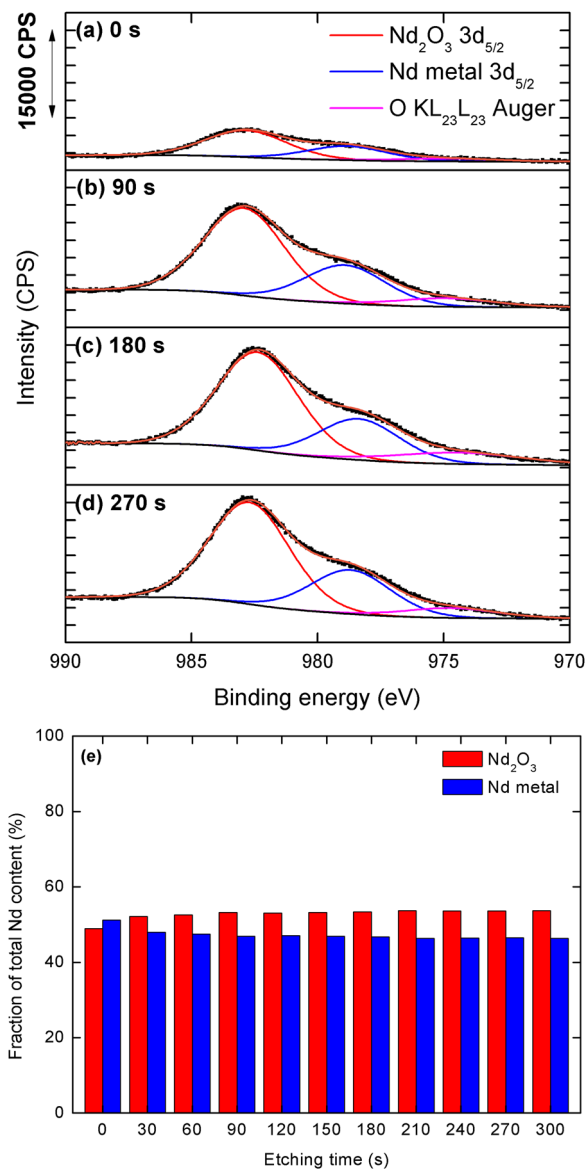 15000 CPS
(a) 0 s
Nd₂O₃ 3d₅/₂
Nd metal 3d₅/₂
O KL₂₃L₂₃ Auger
(b) 90 s
(c) 180 s
(d) 270 s
Intensity (CPS)
990 985 980 975 970
Binding energy (eV)
(e)
Nd₂O₃
Nd metal
100
80
60
40
20
0
Fraction of total Nd content (%)
0 30 60 90 120 150 180 210 240 270 300
Etching time (s)